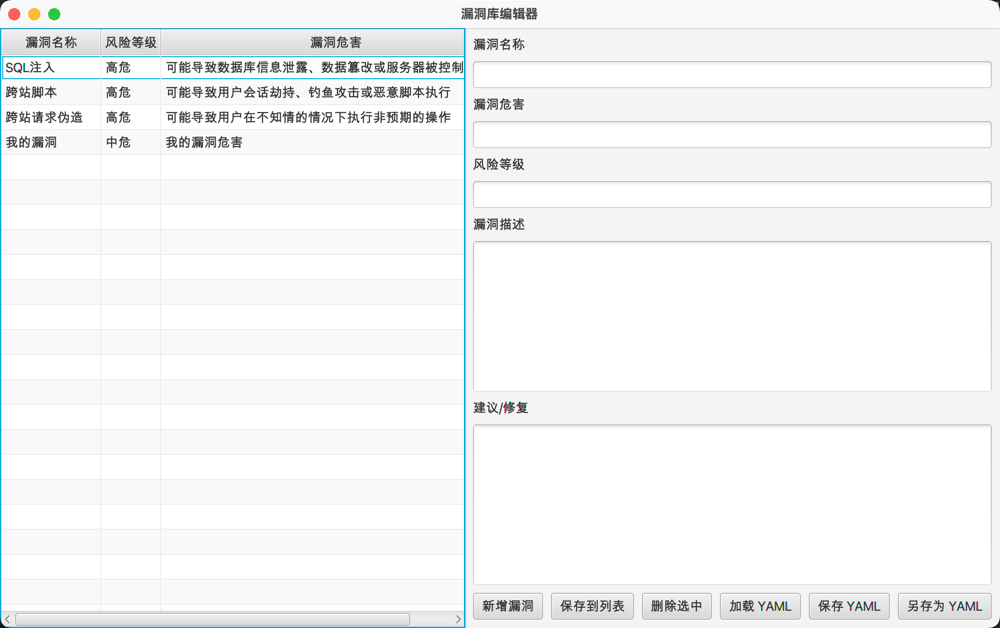 漏洞库编辑器
漏洞名称 风险等级 漏洞危害
SQL注入 高危 可能导致数据库信息泄露、数据篡改或服务器被控制
跨站脚本 高危 可能导致用户会话劫持、钓鱼攻击或恶意脚本执行
跨站请求伪造 高危 可能导致用户在不知情的情况下执行非预期的操作
我的漏洞 中危 我的漏洞危害
漏洞名称
漏洞危害
风险等级
漏洞描述
建议/修复
新增漏洞 保存到列表 删除选中 加载 YAML 保存 YAML 另存为 YAML